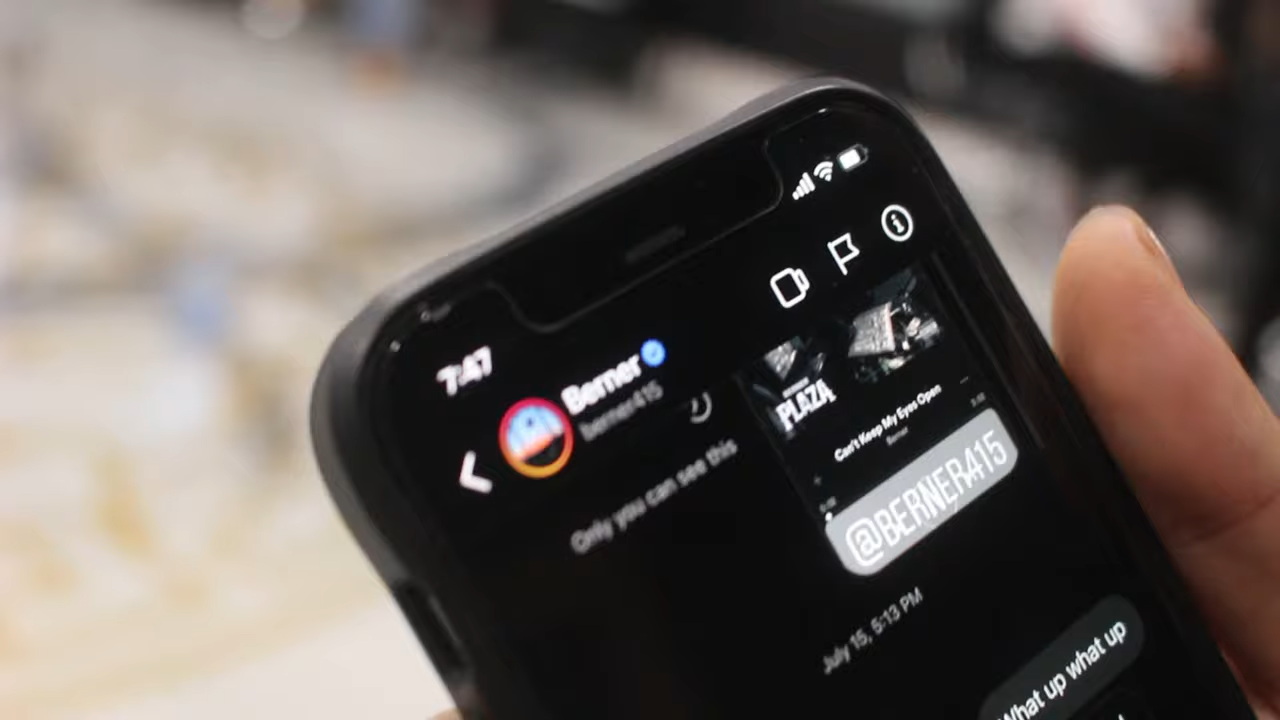 7:47
Berner
berner415
Only you can see this
PLAZA
Can't Keep My Eyes Open
Berner
@BERNER415
July 15, 5:13 PM
What up what up